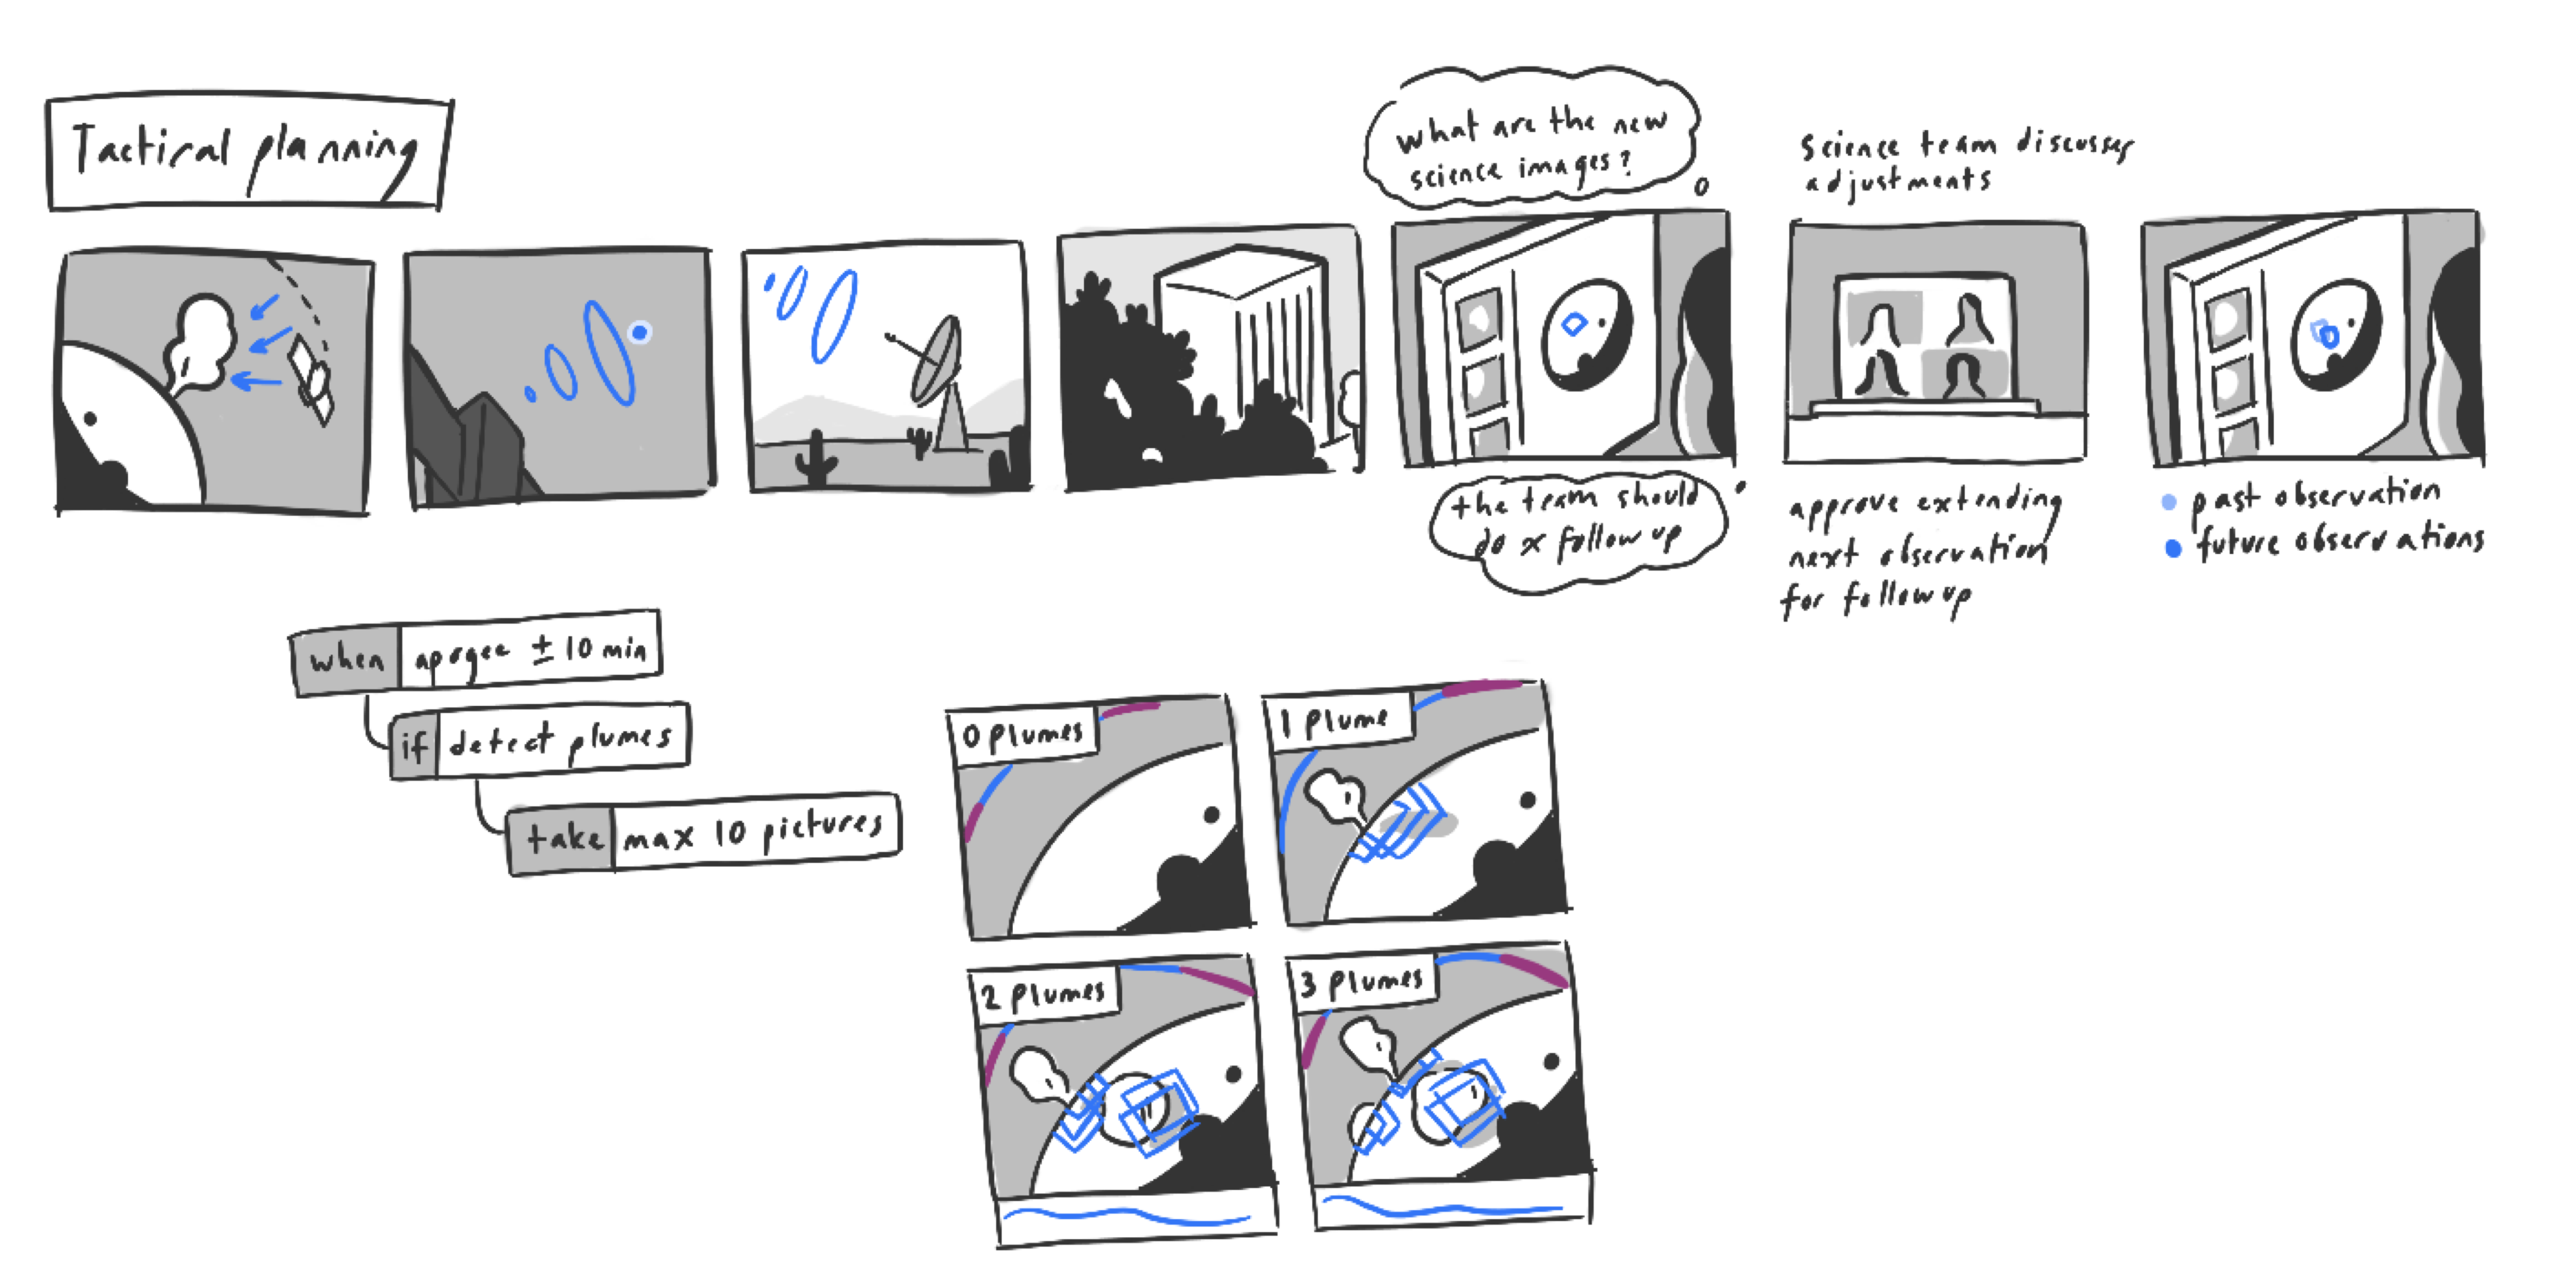 Tactical planning
what are the new
science images?
the team should
do x follow up
science team discusses
adjustments
approve extending
next observation
for follow up
past observation
future observations
when apogee ± 10 min
if detect plumes
take max 10 pictures
0 plumes
1 plume
2 plumes
3 plumes